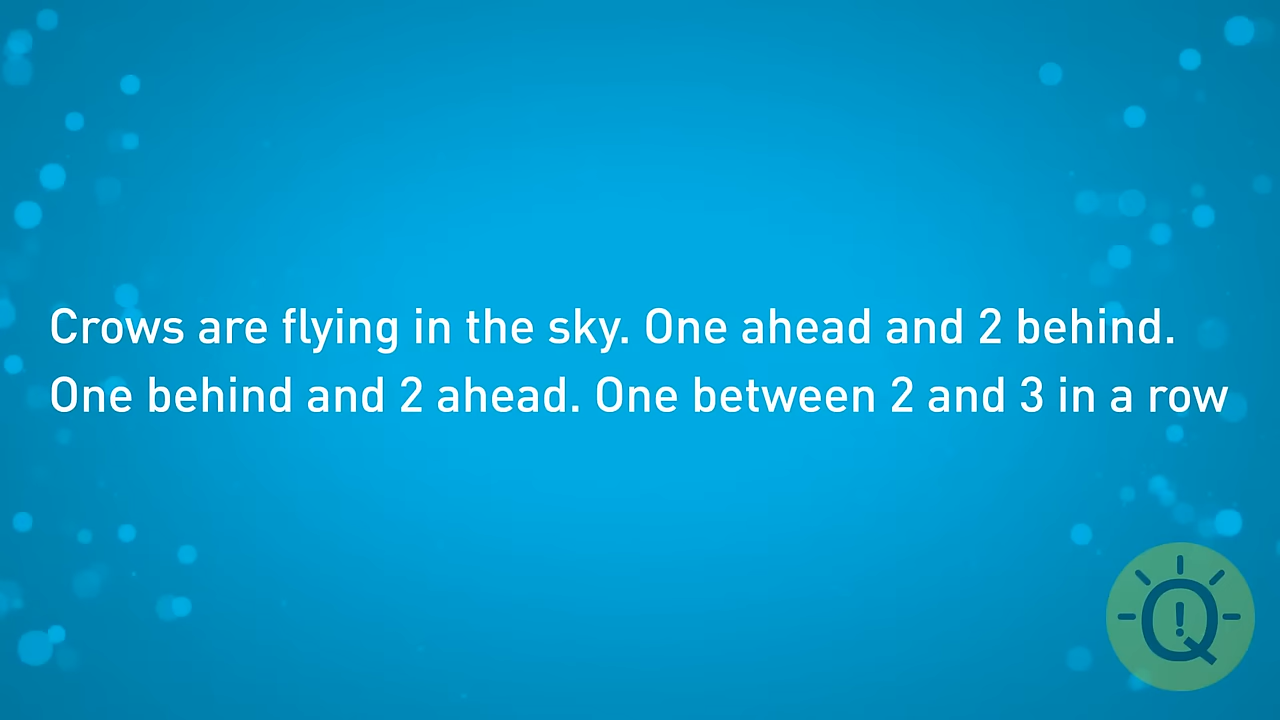 Crows are flying in the sky. One ahead and 2 behind.
One behind and 2 ahead. One between 2 and 3 in a row
Q!